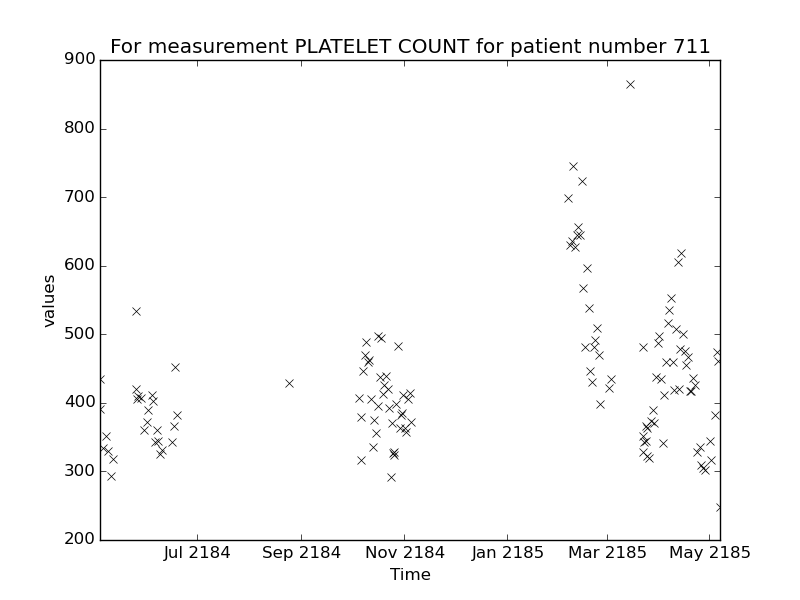 For measurement PLATELET COUNT for patient number 711
900
800
700
600
500
400
300
200
values
Jul 2184 Sep 2184 Nov 2184 Jan 2185 Mar 2185 May 2185
Time